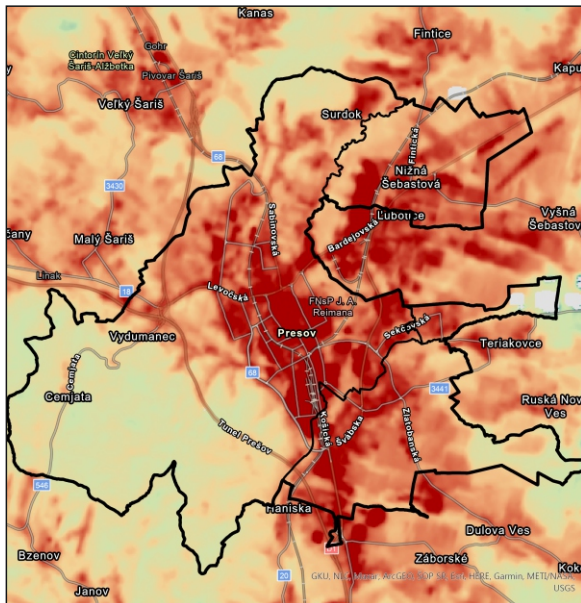 Kanas
Gohr
Fintice
Cintorín Veľký
Šariš-Alžbetka
Pivovar Šariš
Kapu
Veľký Šariš
Surdok
Fintická
68
Nižná
Šebastová
3430
Sabinovská
Ľubotice
Vyšná
Šebastov
Bardejovská
čany
Malý Šariš
Linak
18
Levočská
FNsP J. A.
Reimana
Prešov
Sekčovská
Vydumanec
Teriakovce
68
Cemjata
Cemjata
3441
Ruská Nov
Ves
Košická
Švábska
Zlatobanská
Tunel Prešov
546
Haniska
Dulova Ves
Bzenov
Záborské
20
Koko
Janov
USGS